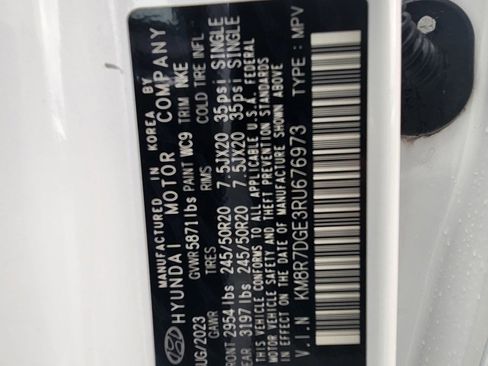 MANUFACTURED IN KOREA BY
HYUNDAI MOTOR COMPANY
GVWR 5871lbs PAINT WC9 TRIM NKE
UG/2023
GAWR TIRES RIMS COLD TIRE INFL
RONT 2954lbs 245/50R20 7.5JX20 35psi SINGLE
EAR 3197lbs 245/50R20 7.5JX20 35psi SINGLE
THIS VEHICLE CONFORMS TO ALL APPLICABLE U.S.A. FEDERAL
MOTOR VEHICLE SAFETY AND THEFT PREVENTION STANDARDS
IN EFFECT ON THE DATE OF MANUFACTURE SHOWN ABOVE
V.I.N KM8R7DGE3RU676973 TYPE : MPV